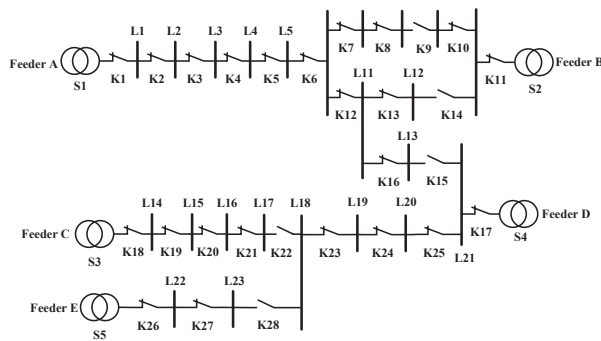 L1 L2 L3 L4 L5
K7 K8 K9 K10
Feeder A
S1
K1 K2 K3 K4 K5 K6
K11
Feeder B
S2
L11 L12
K12 K13 K14
L13
K16 K15
L14 L15 L16 L17 L18 L19 L20
K17
Feeder D
S4
Feeder C
S3
K18 K19 K20 K21 K22 K23 K24 K25
L21
L22 L23
Feeder E
S5
K26 K27 K28